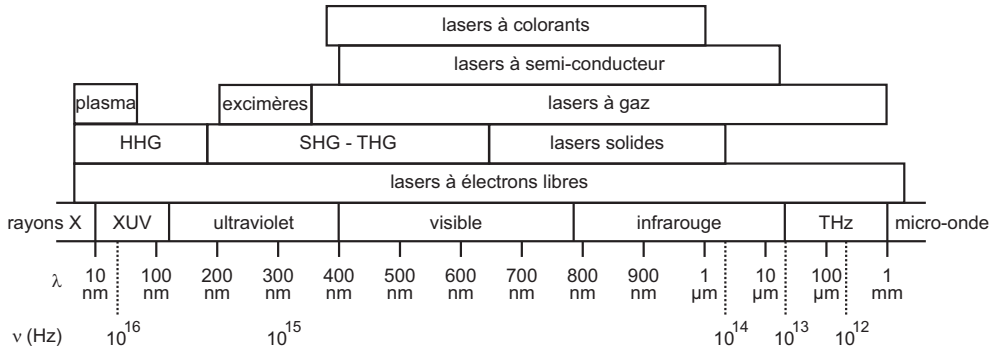 lasers à colorants
lasers à semi-conducteur
plasma excimères lasers à gaz
HHG SHG - THG lasers solides
lasers à électrons libres
rayons X XUV ultraviolet visible infrarouge THz micro-onde
λ 10 nm 100 nm 200 nm 300 nm 400 nm 500 nm 600 nm 700 nm 800 nm 900 nm 1 µm 10 µm 100 µm 1 mm
ν (Hz) 10^16 10^15 10^14 10^13 10^12